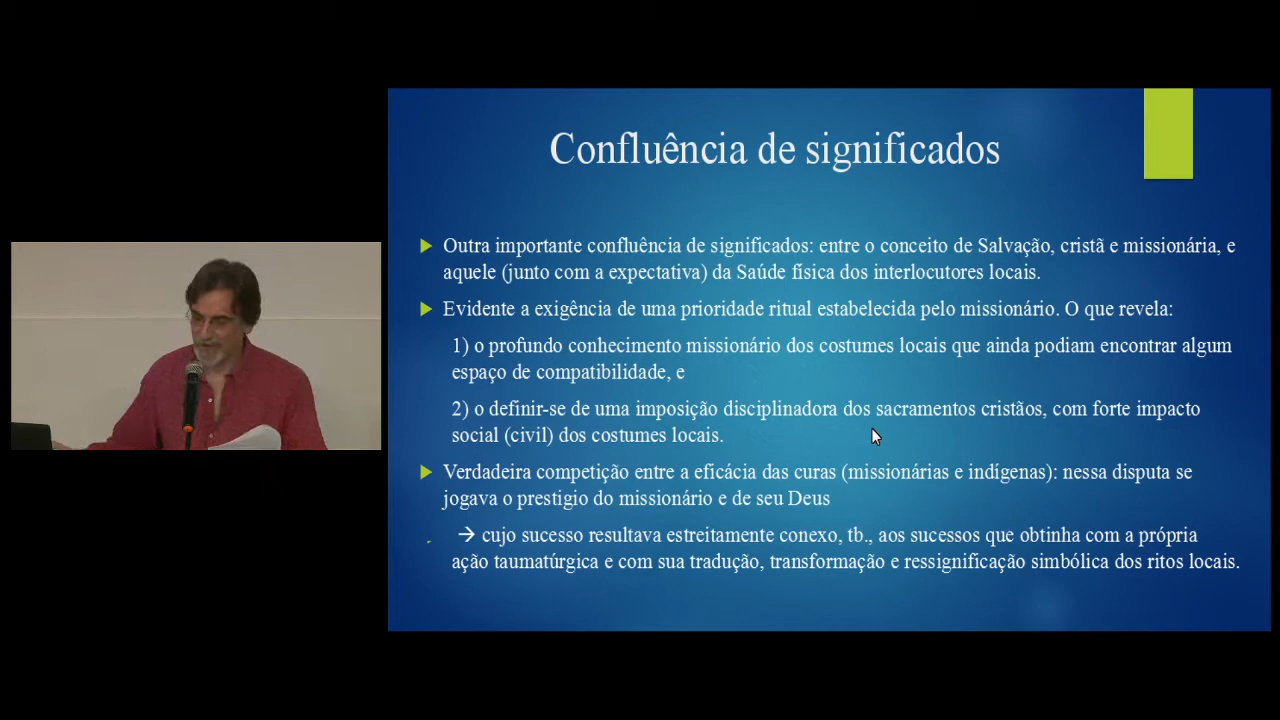 Confluência de significados
Outra importante confluência de significados: entre o conceito de Salvação, cristã e missionária, e
aquele (junto com a expectativa) da Saúde física dos interlocutores locais.
Evidente a exigência de uma prioridade ritual estabelecida pelo missionário. O que revela:
1) o profundo conhecimento missionário dos costumes locais que ainda podiam encontrar algum
espaço de compatibilidade, e
2) o definir-se de uma imposição disciplinadora dos sacramentos cristãos, com forte impacto
social (civil) dos costumes locais.
Verdadeira competição entre a eficácia das curas (missionárias e indígenas): nessa disputa se
jogava o prestigio do missionário e de seu Deus
→ cujo sucesso resultava estreitamente conexo, tb., aos sucessos que obtinha com a própria
ação taumatúrgica e com sua tradução, transformação e ressignificação simbólica dos ritos locais.